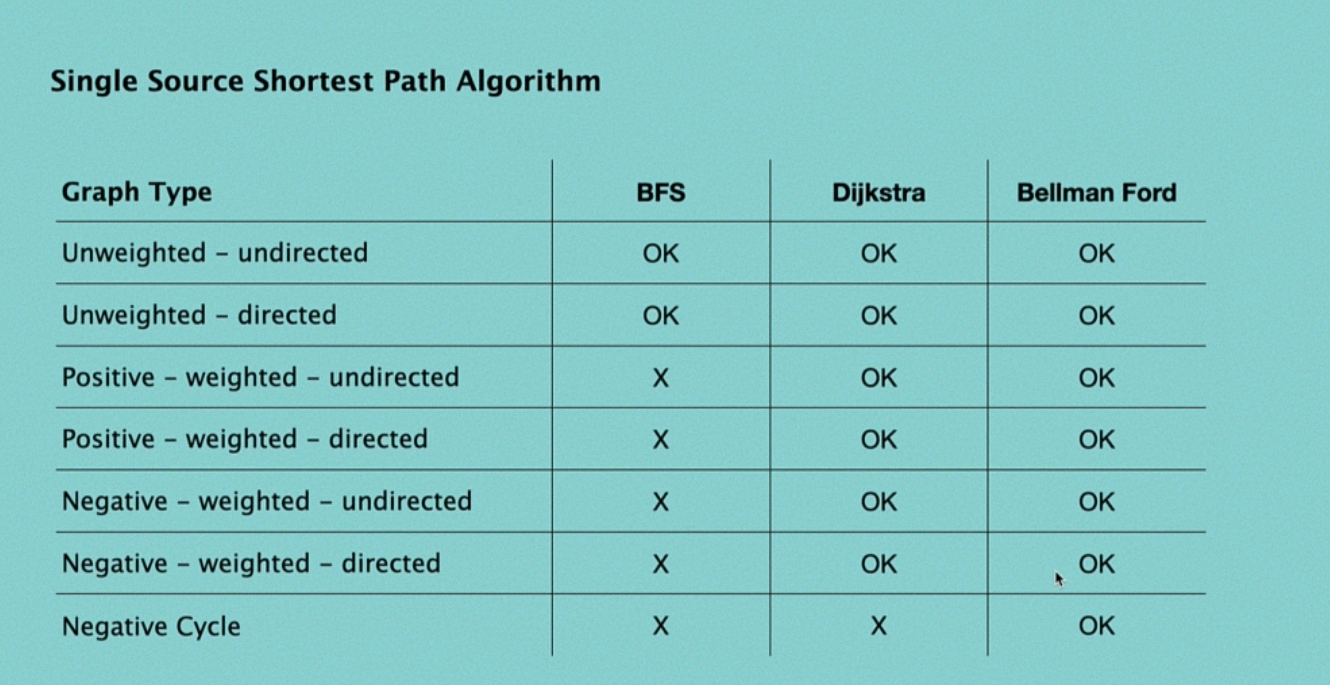 Single Source Shortest Path Algorithm
Graph Type BFS Dijkstra Bellman Ford
Unweighted – undirected OK OK OK
Unweighted – directed OK OK OK
Positive – weighted – undirected X OK OK
Positive – weighted – directed X OK OK
Negative – weighted – undirected X OK OK
Negative – weighted – directed X OK OK
Negative Cycle X X OK